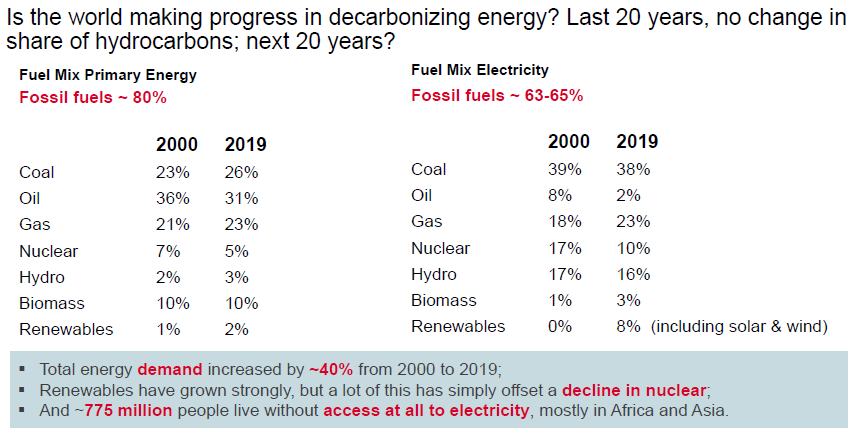 Is the world making progress in decarbonizing energy? Last 20 years, no change in
share of hydrocarbons; next 20 years?
Fuel Mix Primary Energy
Fossil fuels ~ 80%
2000 2019
Coal 23% 26%
Oil 36% 31%
Gas 21% 23%
Nuclear 7% 5%
Hydro 2% 3%
Biomass 10% 10%
Renewables 1% 2%
Fuel Mix Electricity
Fossil fuels ~ 63-65%
2000 2019
Coal 39% 38%
Oil 8% 2%
Gas 18% 23%
Nuclear 17% 10%
Hydro 17% 16%
Biomass 1% 3%
Renewables 0% 8% (including solar & wind)
▪ Total energy demand increased by ~40% from 2000 to 2019;
▪ Renewables have grown strongly, but a lot of this has simply offset a decline in nuclear;
▪ And ~775 million people live without access at all to electricity, mostly in Africa and Asia.